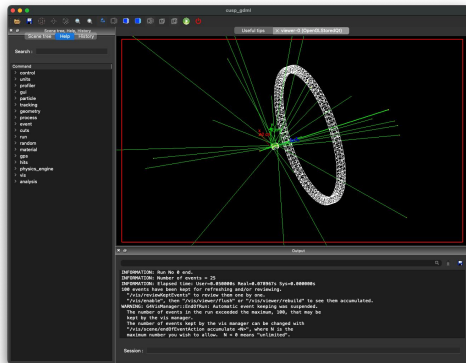 cusp_gdml
Scene tree, Help, History
Scene tree Help History
Search :
Command
control
units
profiler
gui
particle
tracking
geometry
process
event
cuts
run
random
material
gps
hits
physics_engine
vis
analysis
Useful tips viewer-0 (OpenGLStoredQt)
Output
INFORMATION: Run No 0 end.
INFORMATION: Number of events = 25
INFORMATION: Elapsed time: User=0.050000s Real=0.070367s Sys=0.000000s
100 events have been kept for refreshing and/or reviewing.
"/vis/reviewKeptEvents" to review them one by one.
"/vis/enable", then "/vis/viewer/flush" or "/vis/viewer/rebuild" to see them accumulated.
WARNING: G4VisManager::EndOfRun: Automatic event keeping was suspended.
The number of events in the run exceeded the maximum, 100, that may be
kept by the vis manager.
The number of events kept by the vis manager can be changed with
"/vis/scene/endOfEventAction accumulate <N>", where N is the
maximum number you wish to allow. N < 0 means "unlimited".
Session :